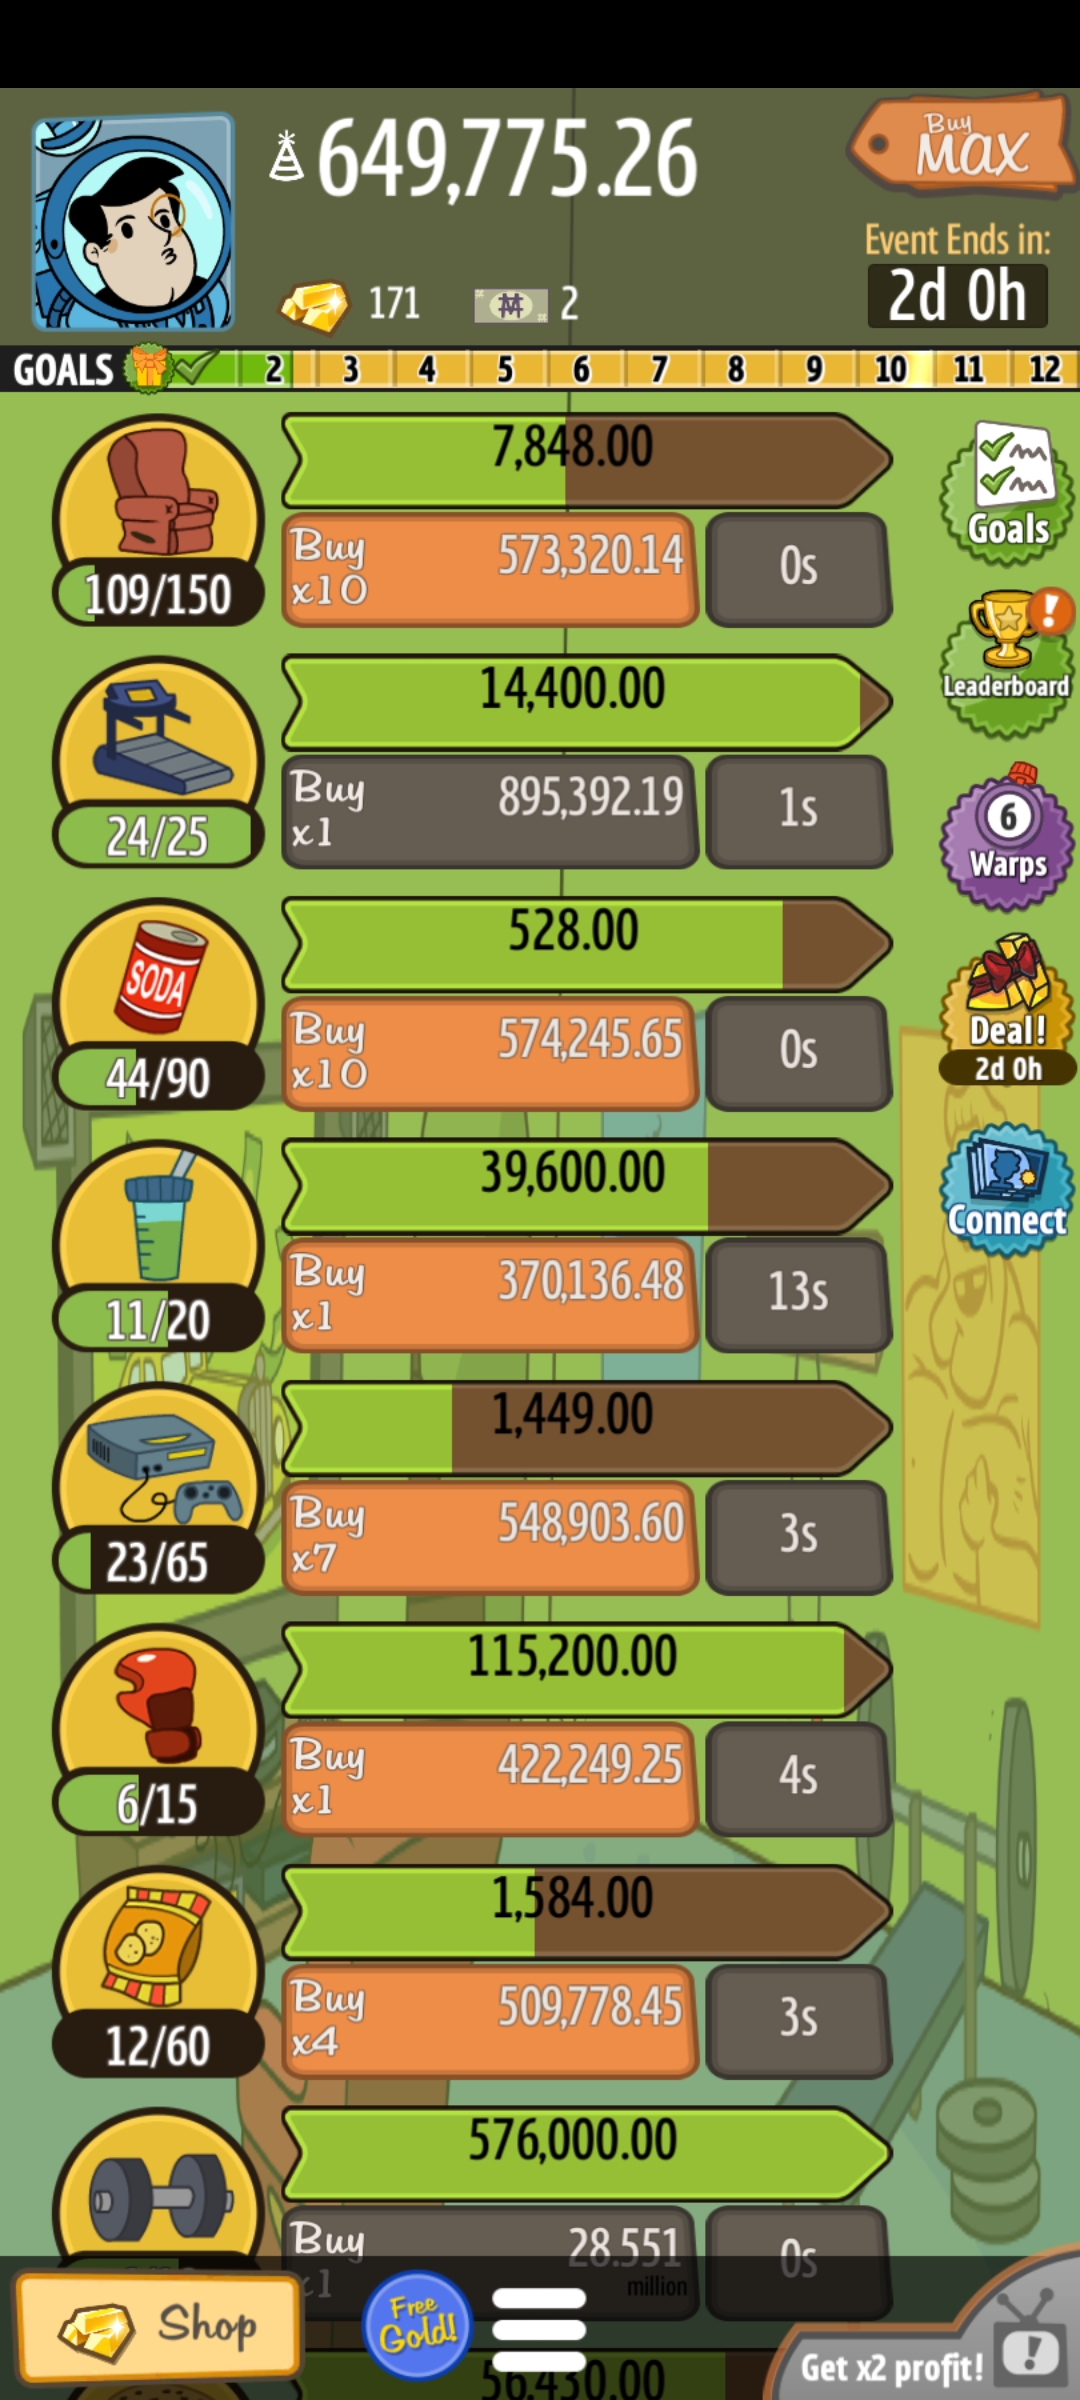 649,775.26
Buy
MAX
Event Ends in:
171
2
2d 0h
GOALS 2 3 4 5 6 7 8 9 10 11 12
7,848.00
Buy
x10
573,320.14
0s
109/150
Goals
14,400.00
Leaderboard
!
Buy
x1
895,392.19
1s
24/25
6
Warps
528.00
SODA
Buy
x10
574,245.65
0s
44/90
Deal!
2d 0h
39,600.00
Connect
Buy
x1
370,136.48
13s
11/20
1,449.00
Buy
x7
548,903.60
3s
23/65
115,200.00
Buy
x1
422,249.25
4s
6/15
1,584.00
Buy
x4
509,778.45
3s
12/60
576,000.00
Buy
x1
28.551
million
0s
Shop
Free
Gold!
Get x2 profit!
!
56,430.00